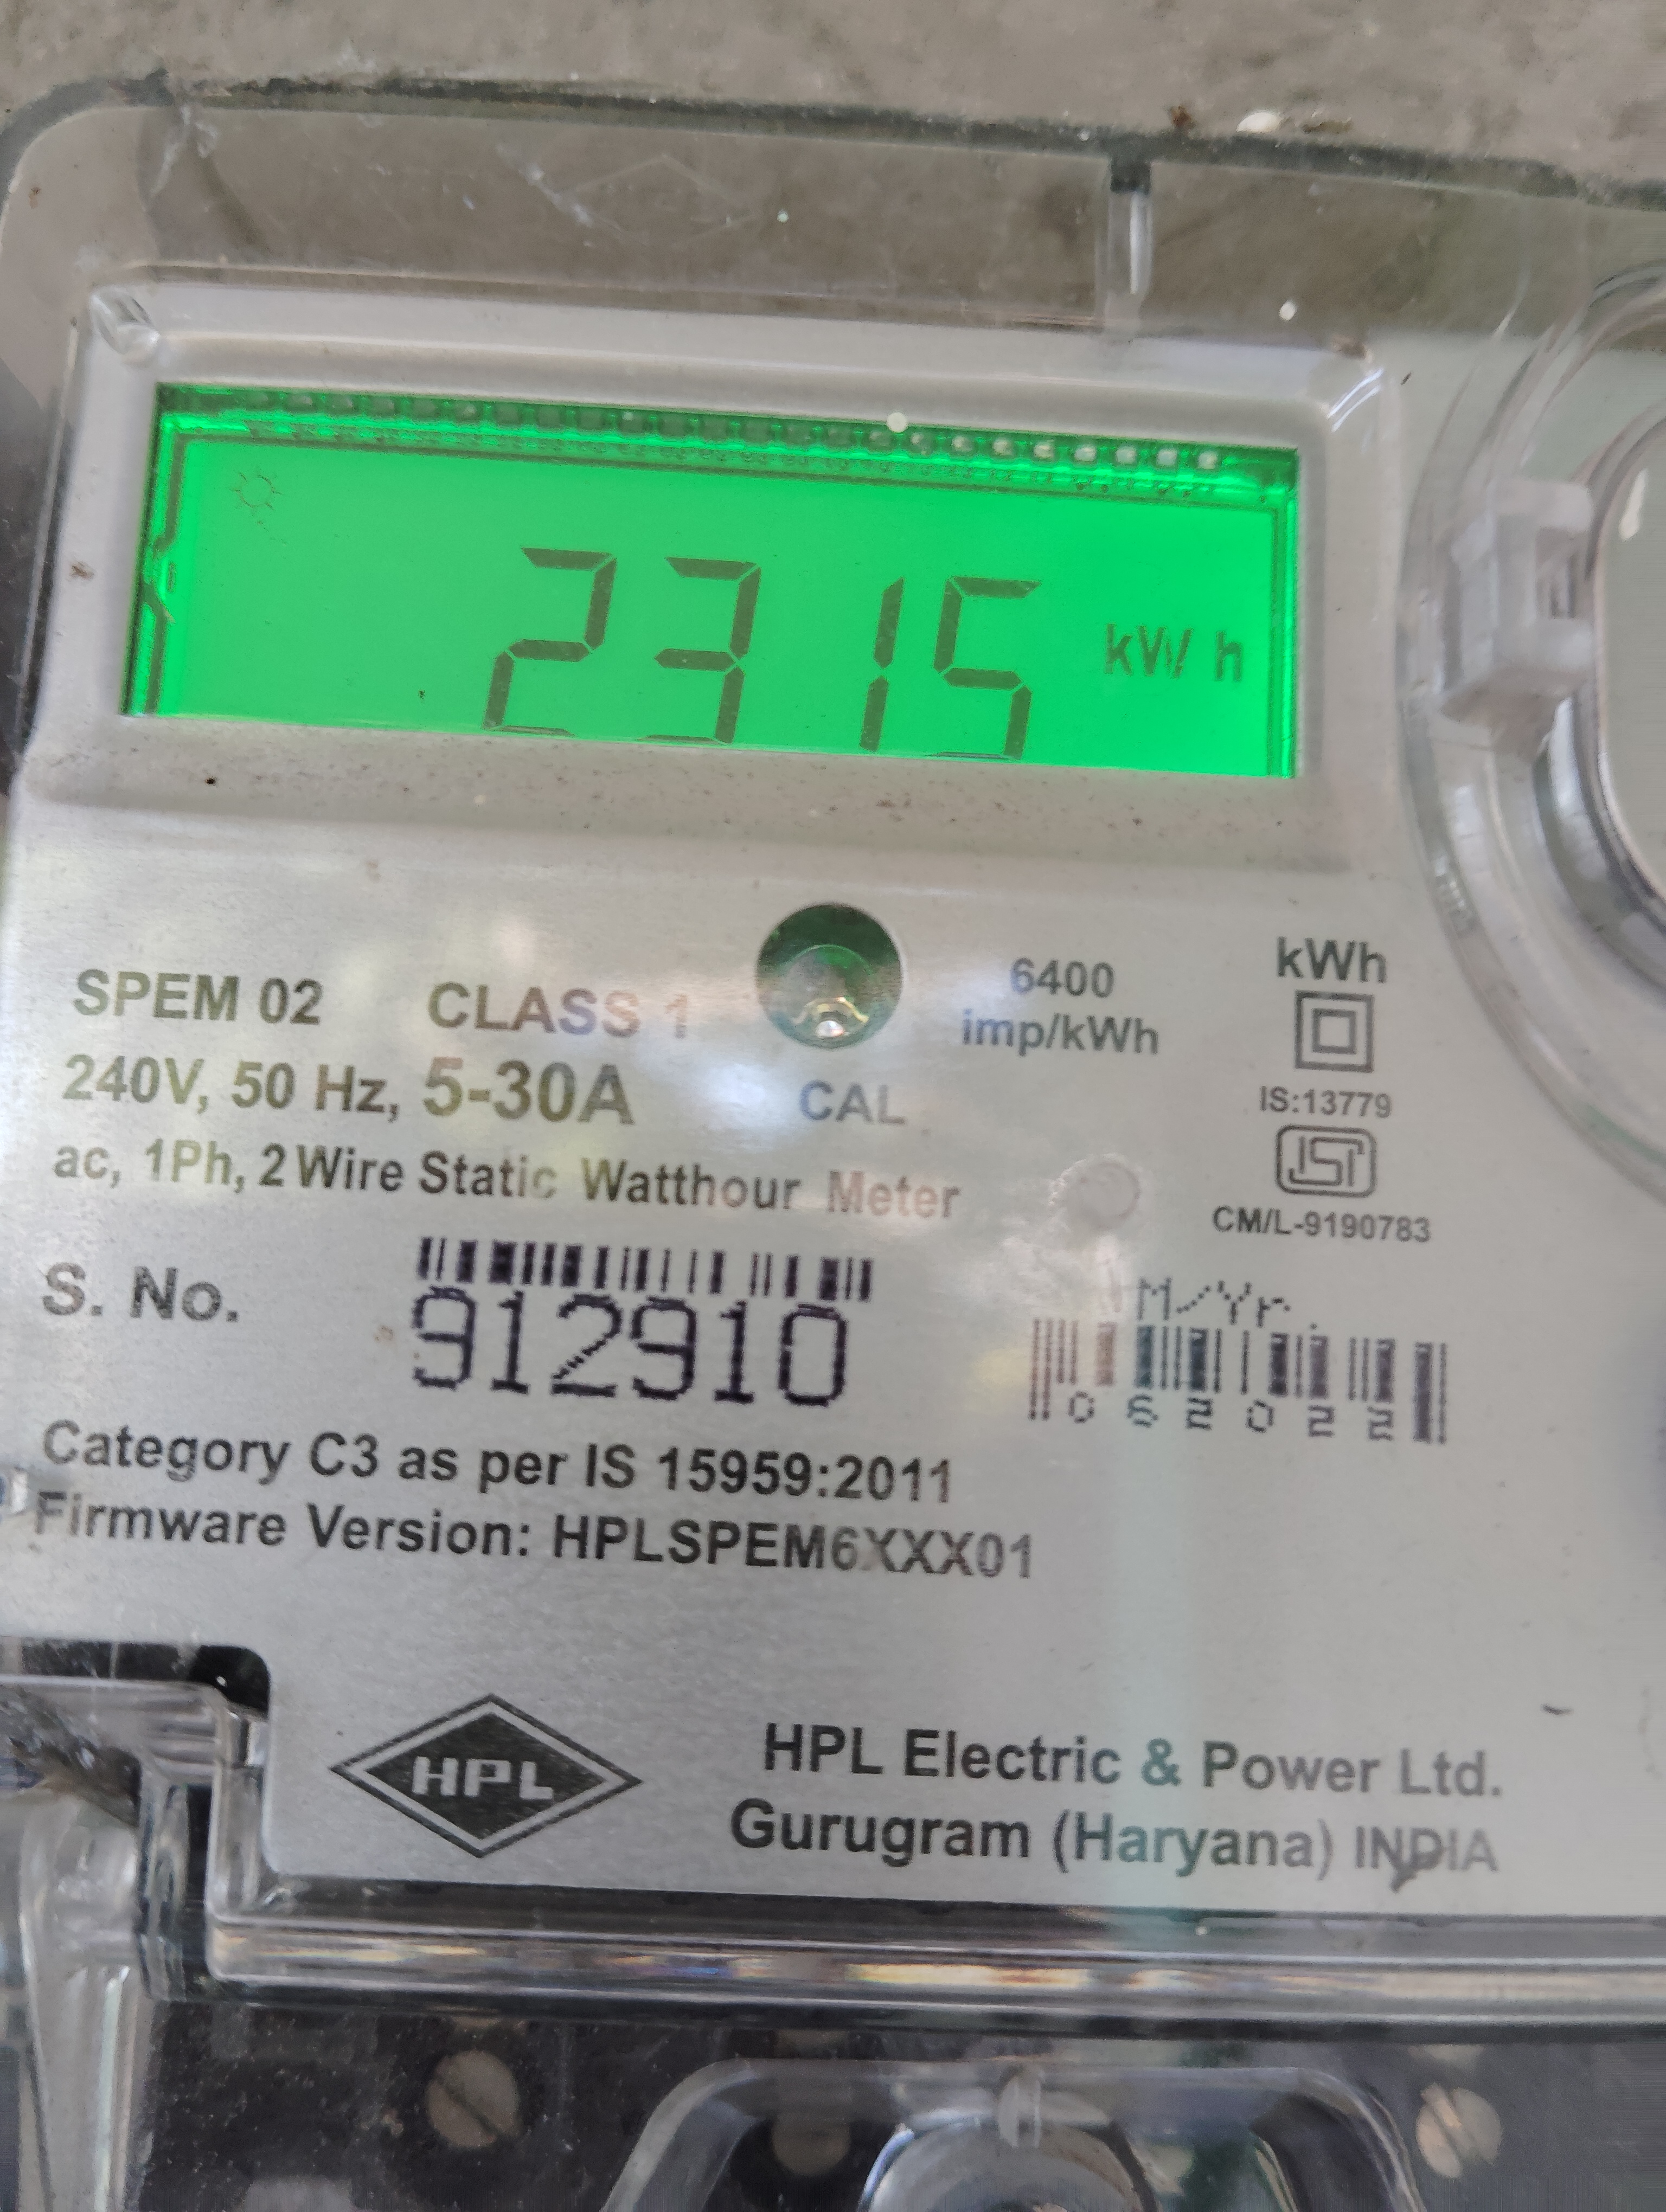 2315 kW h
SPEM 02 CLASS 1
240V, 50 Hz, 5-30A
ac, 1Ph, 2 Wire Static Watthour Meter
CAL
6400
imp/kWh
kWh
IS:13779
ISI
CM/L-9190783
S. No.
912910
M/Yr.
062022
Category C3 as per IS 15959:2011
Firmware Version: HPLSPEM6XXX01
HPL
HPL Electric & Power Ltd.
Gurugram (Haryana) INDIA